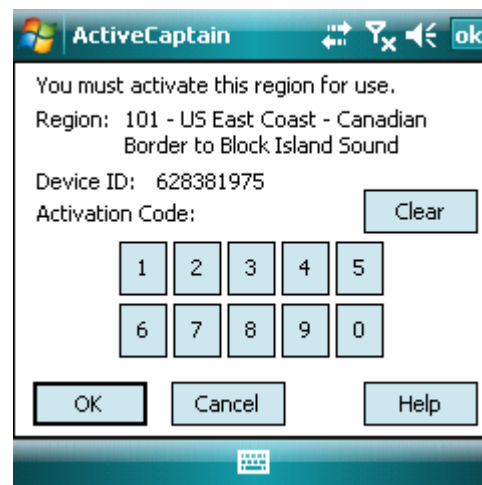 ActiveCaptain ok
You must activate this region for use.
Region: 101 - US East Coast - Canadian
Border to Block Island Sound
Device ID: 628381975
Activation Code: Clear
1 2 3 4 5
6 7 8 9 0
OK Cancel Help